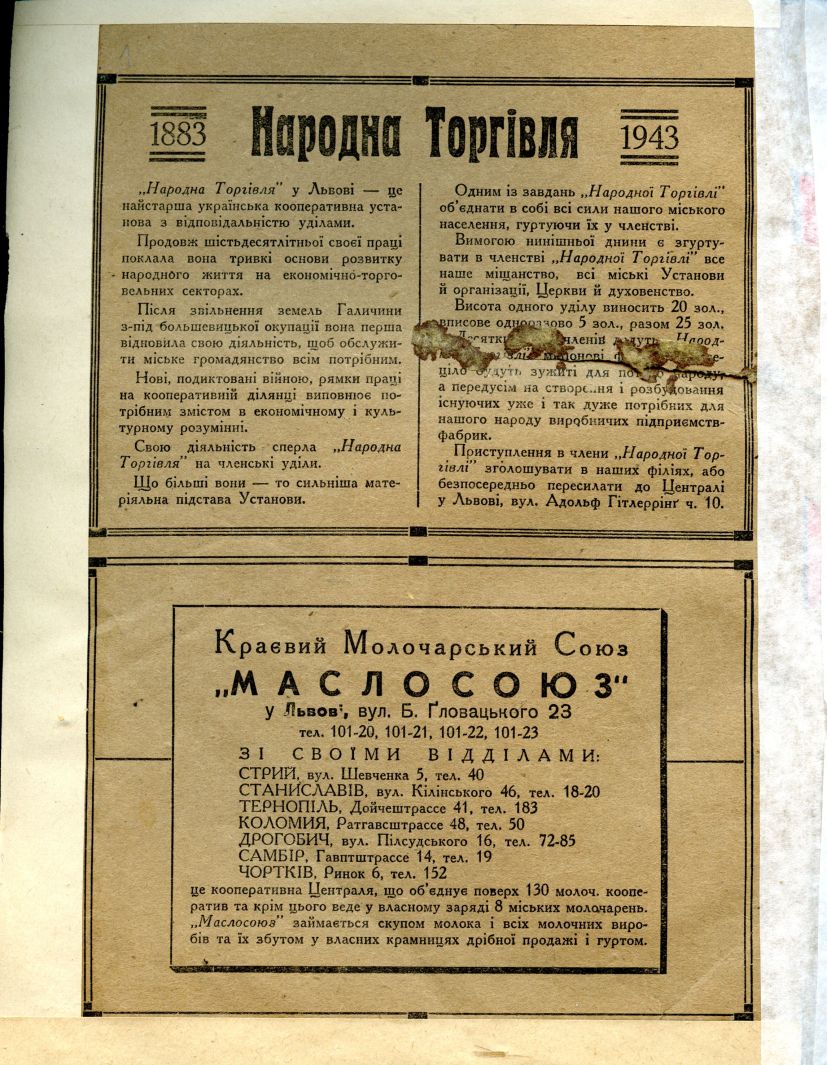 1883
Народна Торгівля
1943
„Народна Торгівля" у Львові — це
найстарша українська кооперативна уста-
нова з відповідальністю уділами.
Продовж шістьдесятлітньої своєї праці
поклала вона тривкі основи розвитку
народного життя на економічно-торго-
вельних секторах.
Після звільнення земель Галичини
з-під большевицької окупації вона перша
відновила свою діяльність, щоб обслужи-
ти міське громадянство всім потрібним.
Нові, подиктовані війною, рямки праці
на кооперативній ділянці виповнює по-
трібним змістом в економічному і куль-
турному розумінні.
Свою діяльність сперла „Народна
Торгівля" на членські уділи.
Що більші вони — то сильніша мате-
ріяльна підстава Установи.
Одним із завдань „Народної Торгівлі"
об'єднати в собі всі сили нашого міського
населення, гуртуючи їх у членстві.
Вимогою нинішньої днини є згурту-
вати в членстві „Народної Торгівлі" все
наше міщанство, всі міські Установи
й організації, Церкви й духовенство.
Висота одного уділу виносить 20 зол.,
вписове одноразово 5 зол., разом 25 зол.
членів дадуть Народ-
будуть зужиті для
а передусім на створення і розбудовання
існуючих уже і так дуже потрібних для
нашого народу виробничих підприємств-
фабрик.
Приступлення в члени „Народної Тор-
гівлі" зголошувати в наших філіях, або
безпосередньо пересилати до Централі
у Львові, вул. Адольф Гітлеррінґ ч. 10.
Краєвий Молочарський Союз
„МАСЛОСОЮЗ"
у Львові, вул. Б. Ґловацького 23
тел. 101-20, 101-21, 101-22, 101-23
ЗІ СВОЇМИ ВІДДІЛАМИ:
СТРИЙ, вул. Шевченка 5, тел. 40
СТАНИСЛАВІВ, вул. Кілінського 46, тел. 18-20
ТЕРНОПІЛЬ, Дойчештрассе 41, тел. 183
КОЛОМИЯ, Ратгавсштрассе 48, тел. 50
ДРОГОБИЧ, вул. Пілсудського 16, тел. 72-85
САМБІР, Гавптштрассе 14, тел. 19
ЧОРТКІВ, Ринок 6, тел. 152
це кооперативна Централя, що об'єднує поверх 130 молоч. коопе-
ратив та крім цього веде у власному заряді 8 міських молочарень.
„Маслосоюз" займається скупом молока і всіх молочних виро-
бів та їх збутом у власних крамницях дрібної продажі і гуртом.